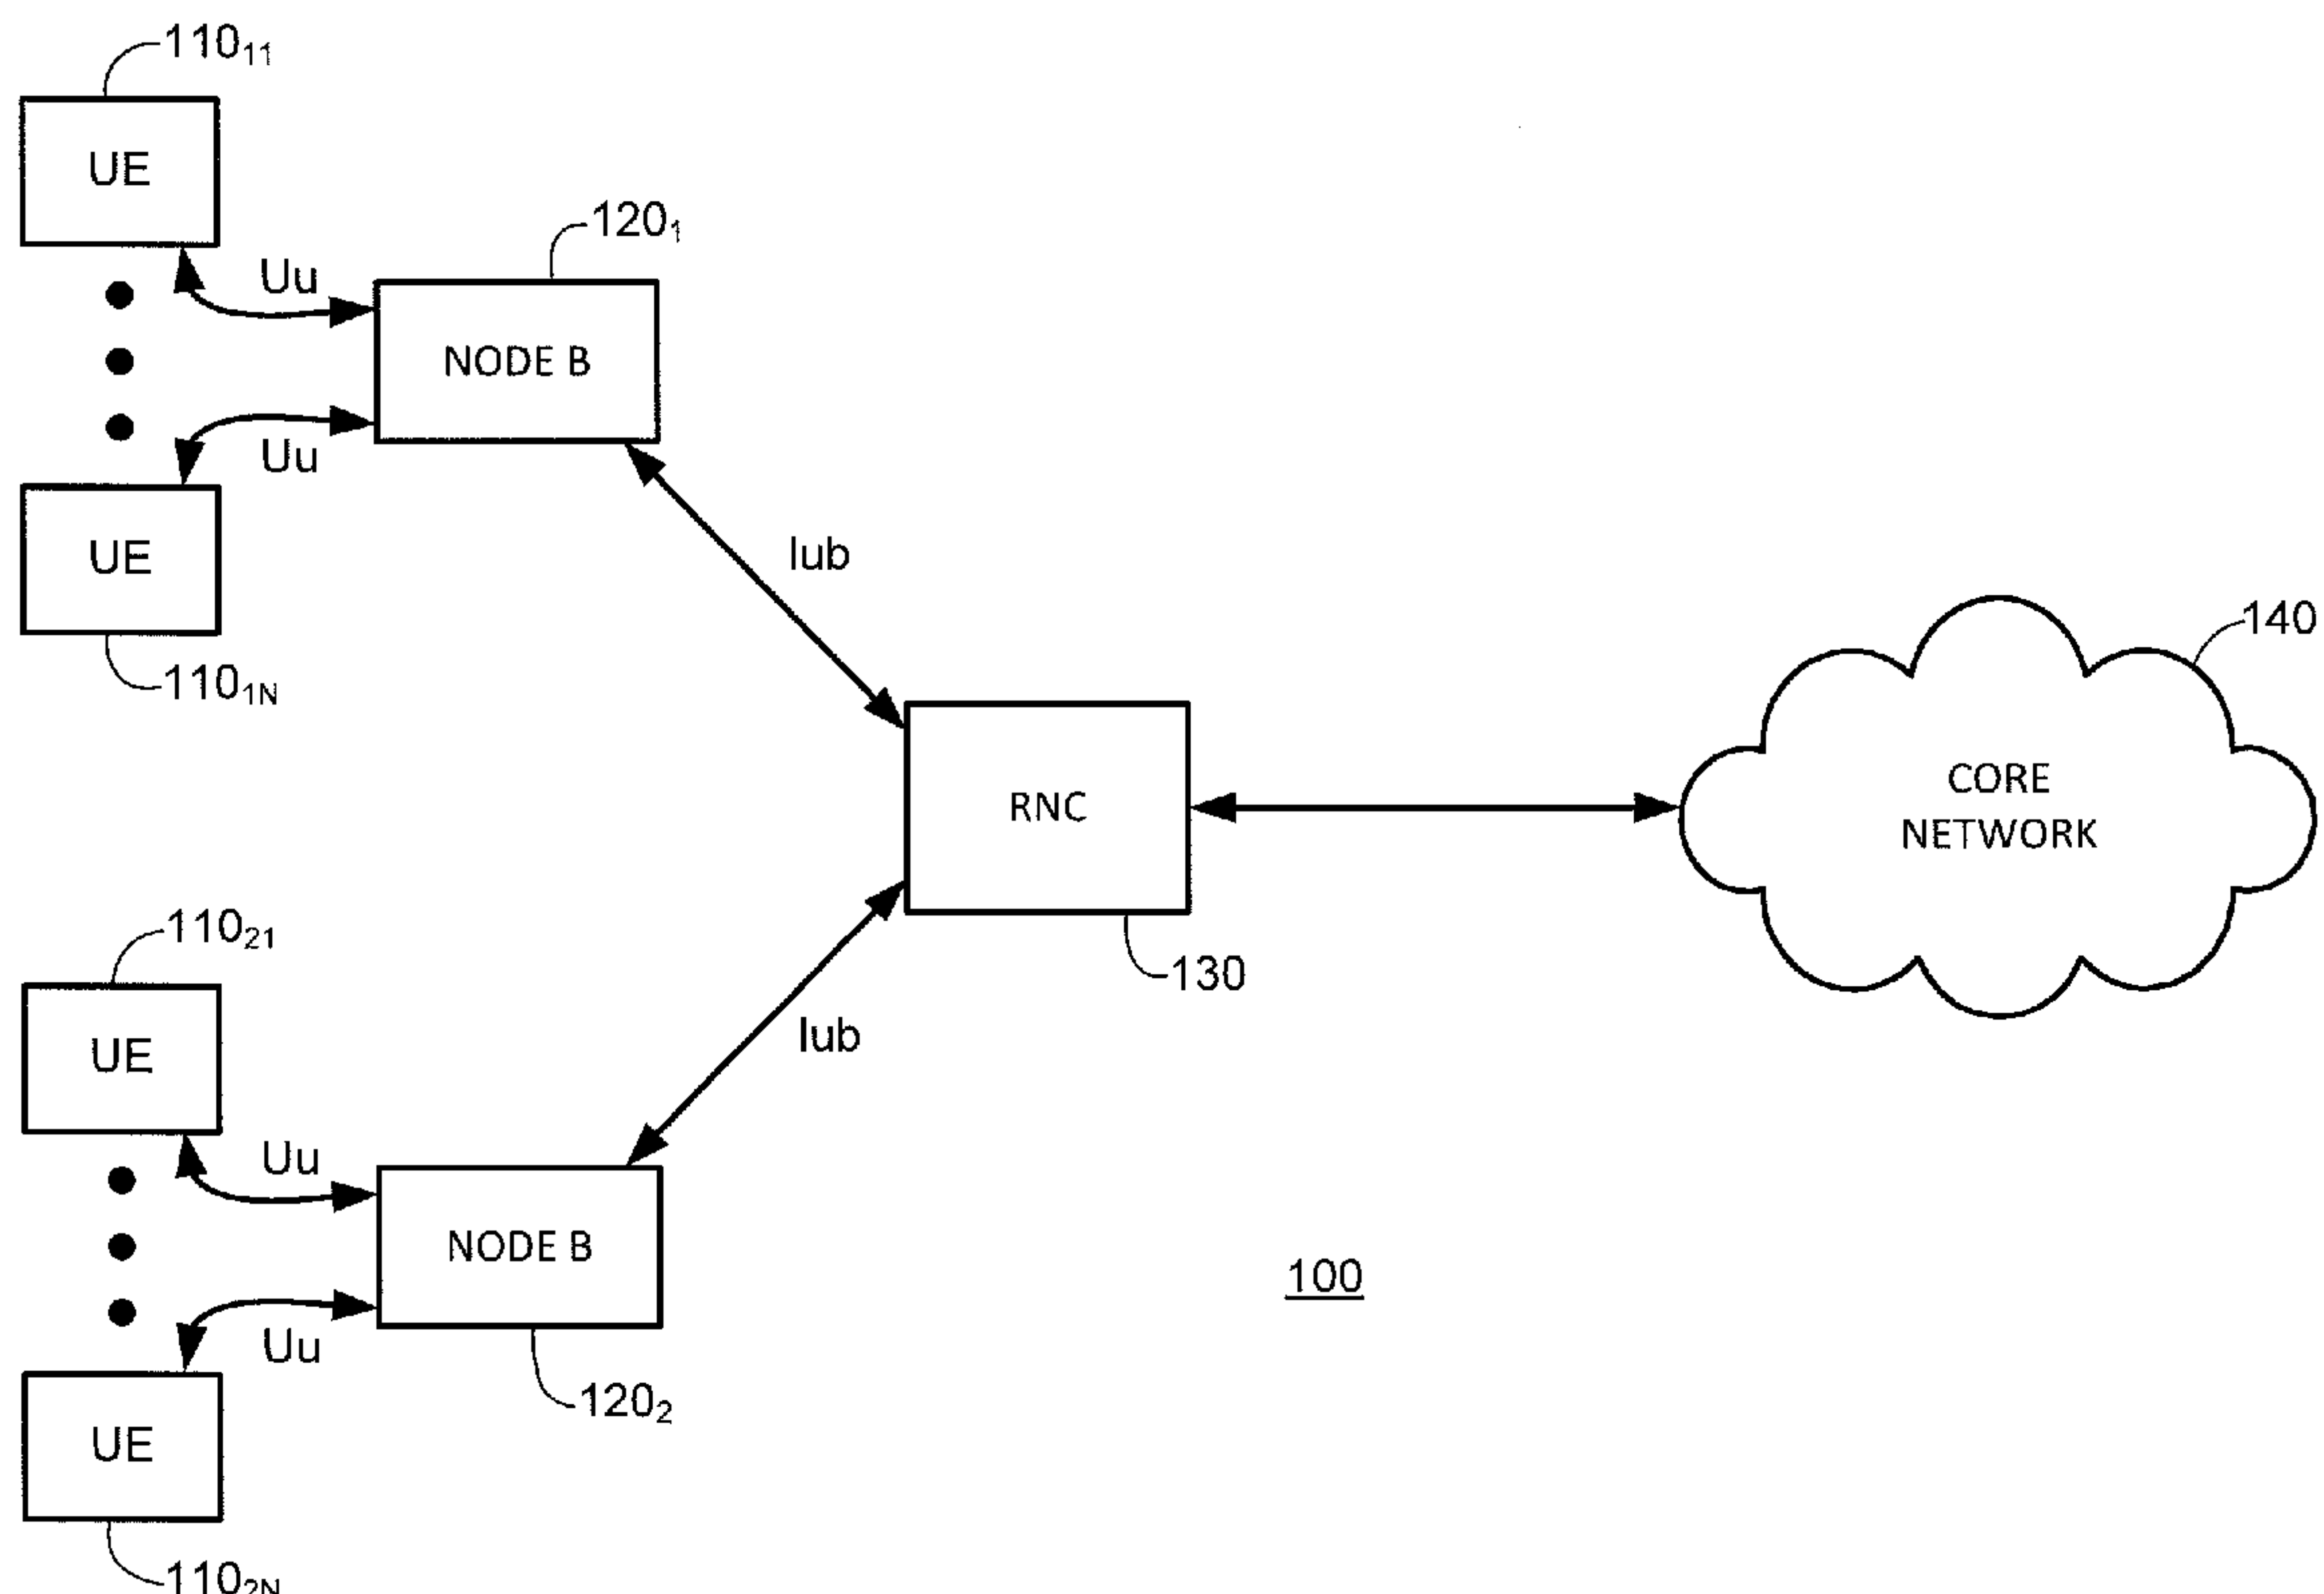 110₁₁
UE
120₁
Uu
NODE B
Uu
UE
110₁N
Iub
140
CORE
NETWORK
RNC
130
110₂₁
UE
Iub
Uu
NODE B
100
Uu
120₂
UE
110₂N